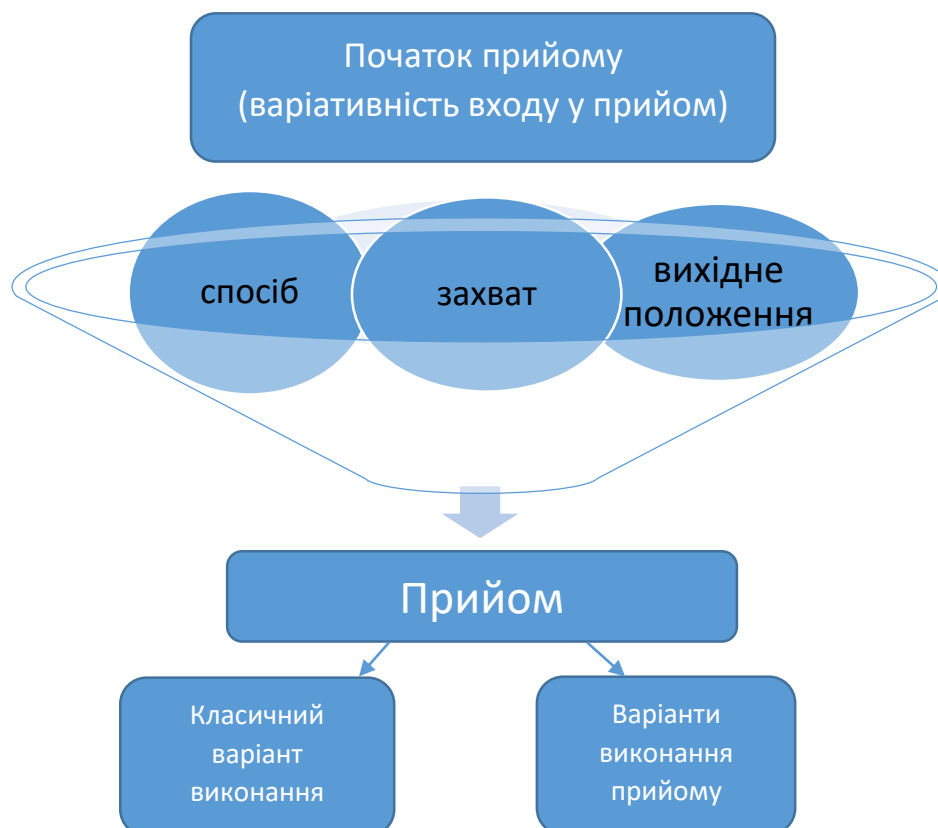 Початок прийому
(варіативність входу у прийом)
спосіб
захват
вихідне
положення
Прийом
Класичний
варіант
виконання
Варіанти
виконання
прийому